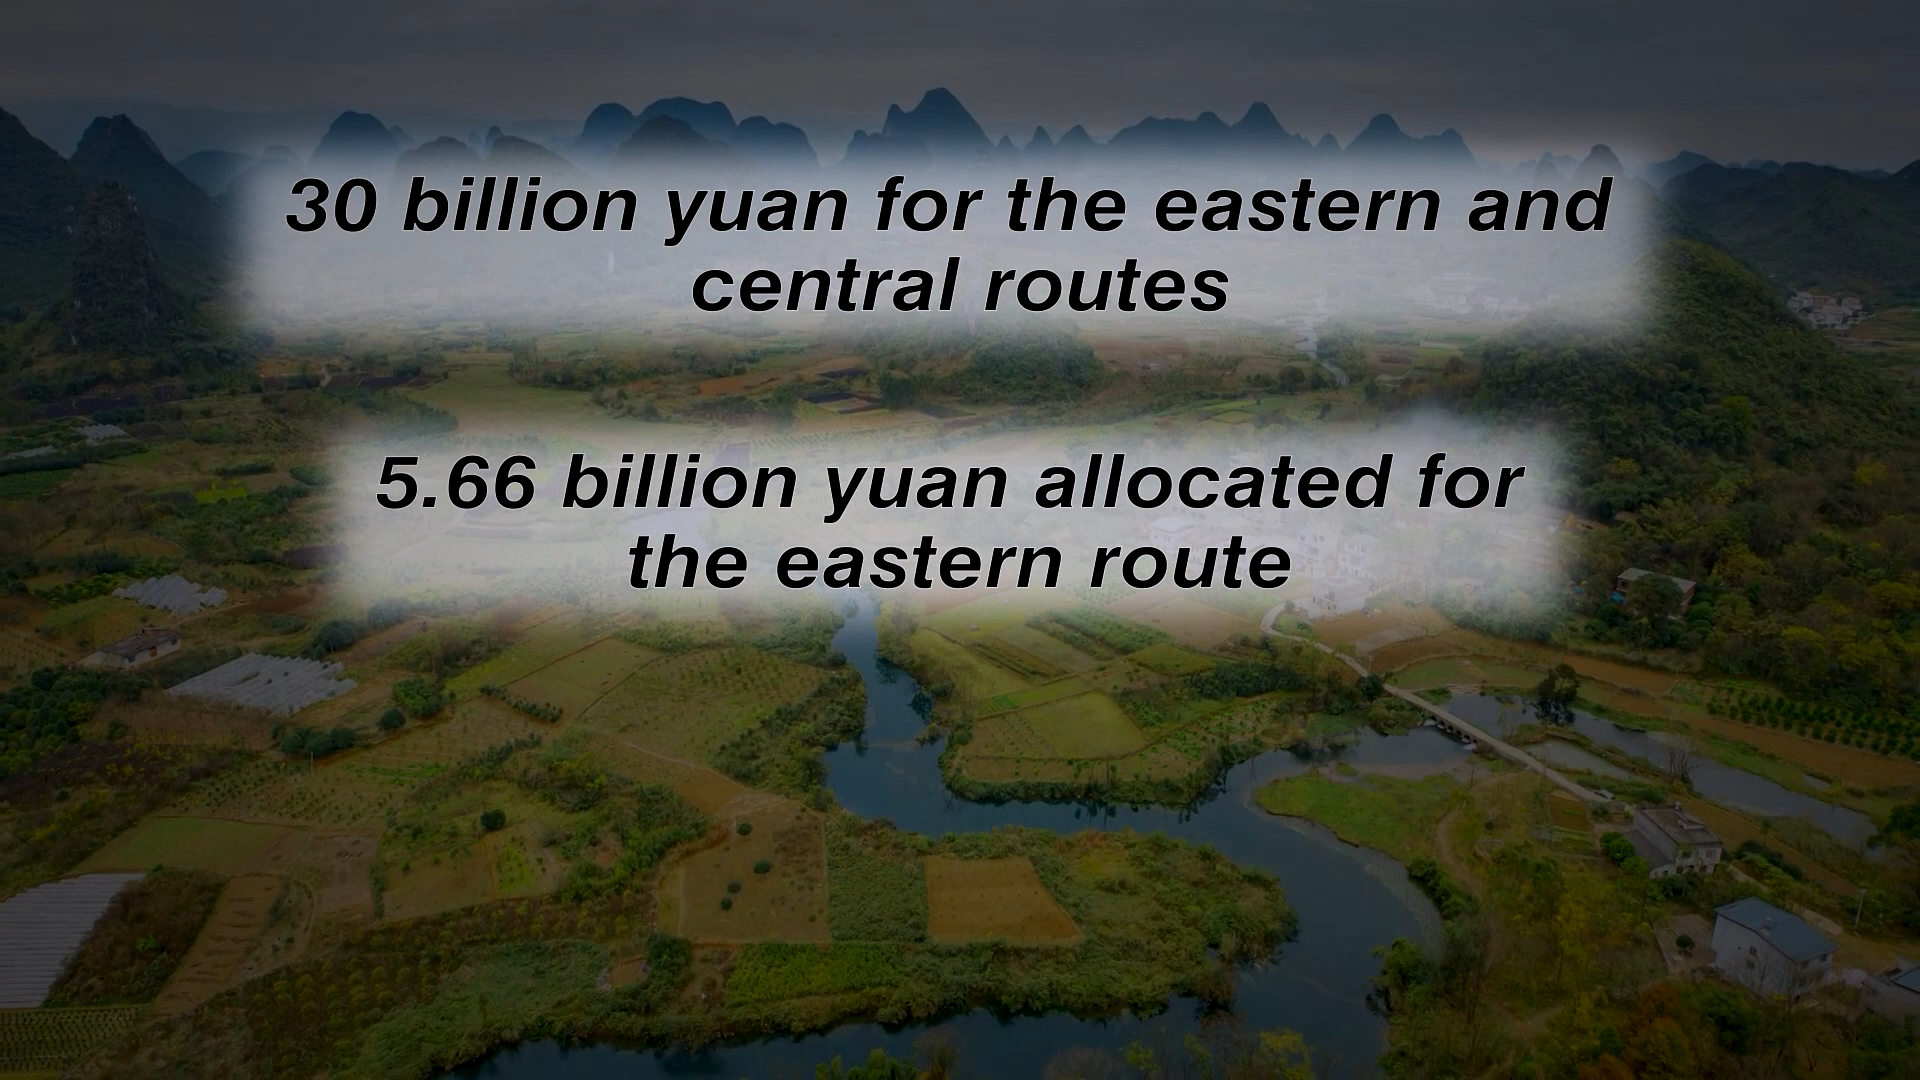 30 billion yuan for the eastern and
central routes
5.66 billion yuan allocated for
the eastern route